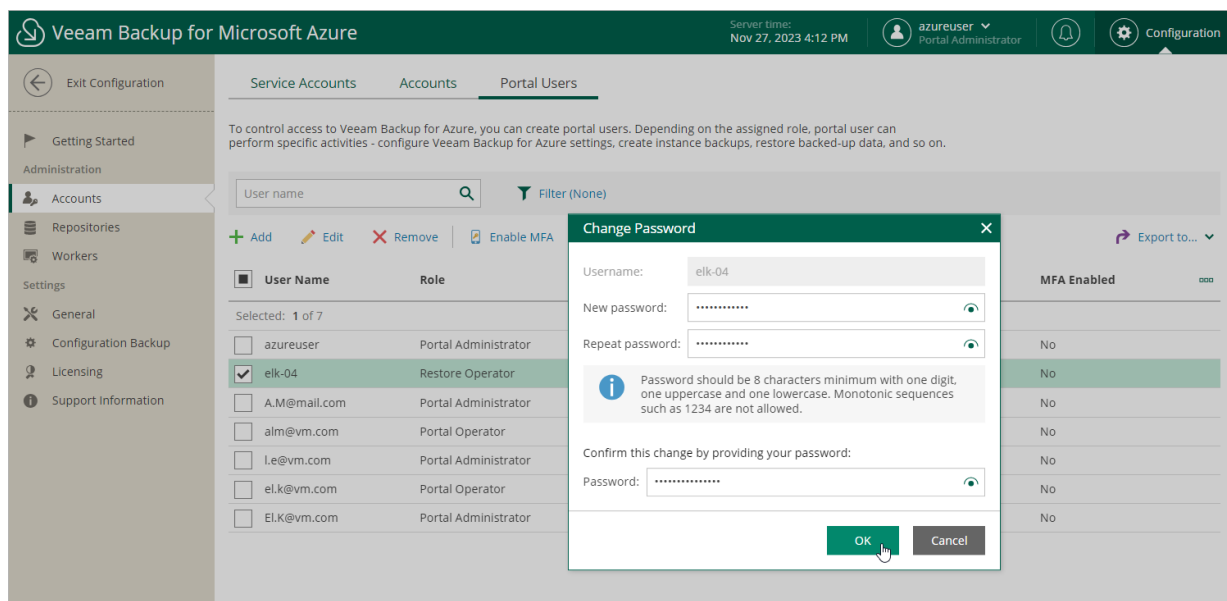 Veeam Backup for Microsoft Azure
Server time:
Nov 27, 2023 4:12 PM
azureuser
Portal Administrator
Configuration
Exit Configuration
Getting Started
Administration
Accounts
Repositories
Workers
Settings
General
Configuration Backup
Licensing
Support Information
Service Accounts Accounts Portal Users
To control access to Veeam Backup for Azure, you can create portal users. Depending on the assigned role, portal user can
perform specific activities - configure Veeam Backup for Azure settings, create instance backups, restore backed-up data, and so on.
User name
Filter (None)
Add Edit Remove Enable MFA
Export to...
User Name Role MFA Enabled
Selected: 1 of 7
azureuser Portal Administrator No
elk-04 Restore Operator No
A.M@mail.com Portal Administrator No
alm@vm.com Portal Operator No
l.e@vm.com Portal Administrator No
el.k@vm.com Portal Operator No
El.K@vm.com Portal Administrator No
Change Password
Username: elk-04
New password: ••••••••••••
Repeat password: ••••••••••••
Password should be 8 characters minimum with one digit,
one uppercase and one lowercase. Monotonic sequences
such as 1234 are not allowed.
Confirm this change by providing your password:
Password: •••••••••••••••
OK Cancel